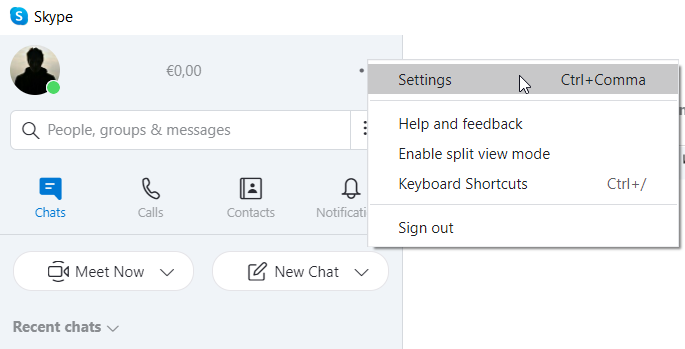 Skype
€0,00
Settings Ctrl+Comma
Help and feedback
Enable split view mode
Keyboard Shortcuts Ctrl+/
Sign out
People, groups & messages
Chats Calls Contacts Notificatio
Meet Now New Chat
Recent chats